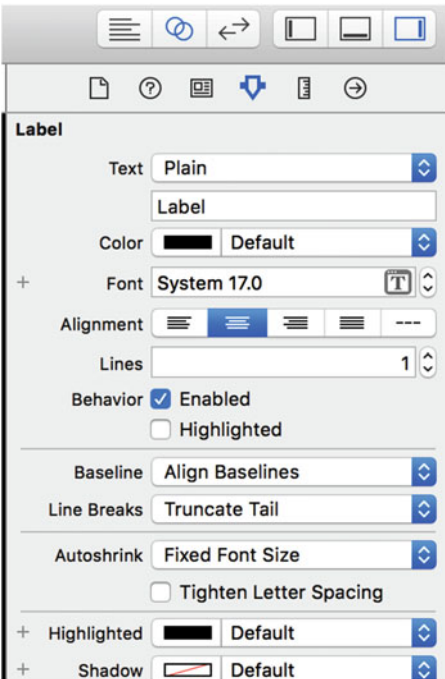 Label
Text Plain
Label
Color Default
+ Font System 17.0 T
Alignment ---
Lines 1
Behavior Enabled
Highlighted
Baseline Align Baselines
Line Breaks Truncate Tail
Autoshrink Fixed Font Size
Tighten Letter Spacing
+ Highlighted Default
+ Shadow Default